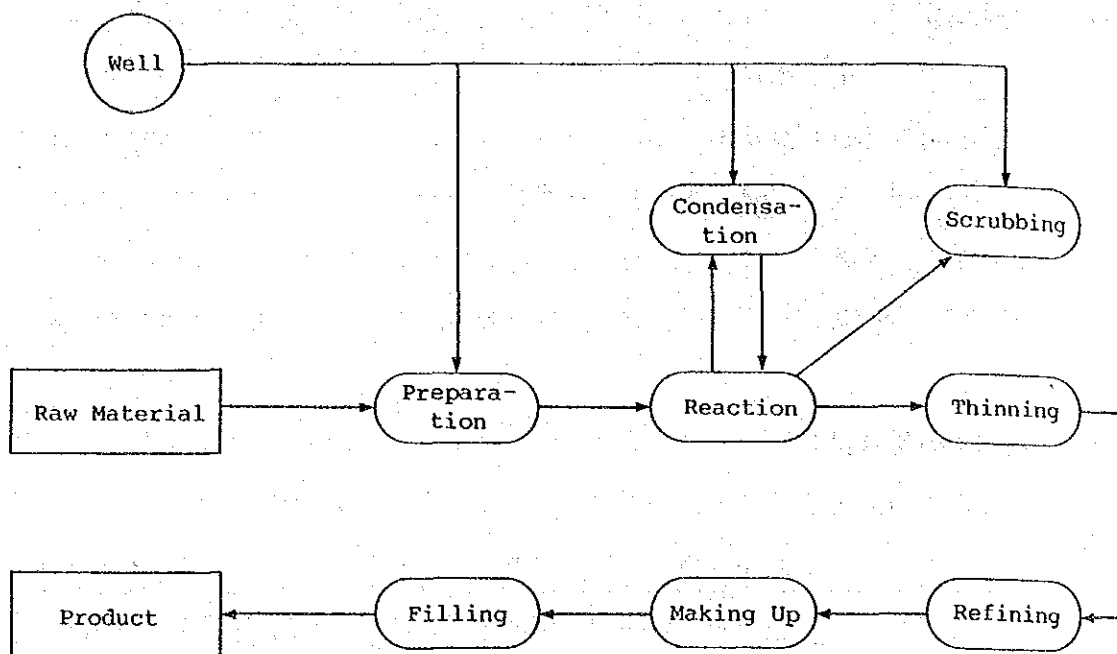 Well
Condensa-
tion
Scrubbing
Raw Material
Prepara-
tion
Reaction
Thinning
Product
Filling
Making Up
Refining